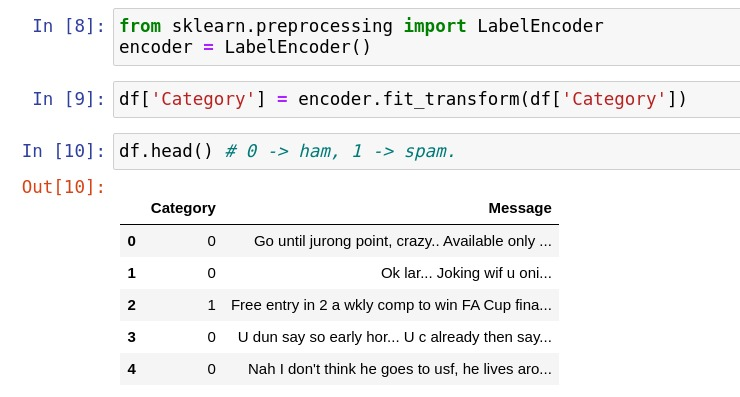 In [8]: from sklearn.preprocessing import LabelEncoder
encoder = LabelEncoder()
In [9]: df['Category'] = encoder.fit_transform(df['Category'])
In [10]: df.head() # 0 -> ham, 1 -> spam.
Out[10]:
Category Message
0 0 Go until jurong point, crazy.. Available only ...
1 0 Ok lar... Joking wif u oni...
2 1 Free entry in 2 a wkly comp to win FA Cup fina...
3 0 U dun say so early hor... U c already then say...
4 0 Nah I don't think he goes to usf, he lives aro...